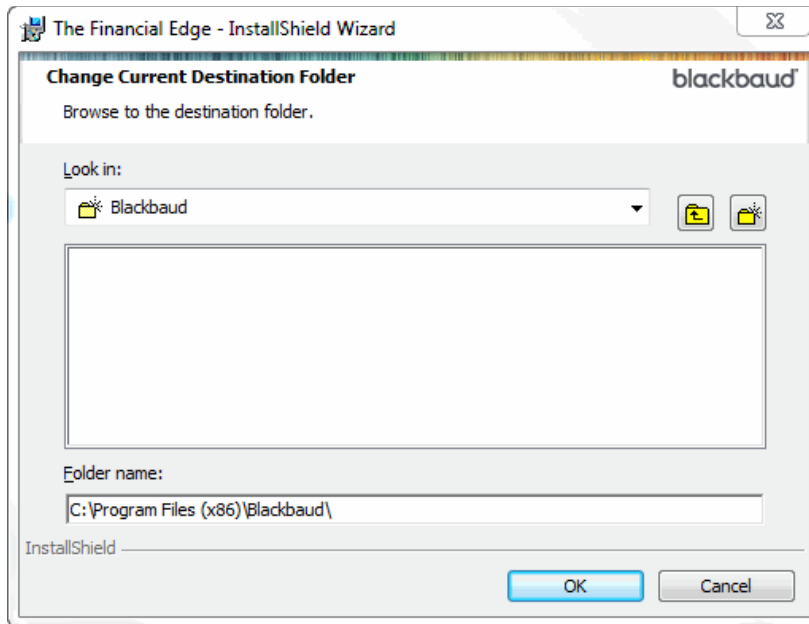 The Financial Edge - InstallShield Wizard
Change Current Destination Folder
blackbaud
Browse to the destination folder.
Look in:
Blackbaud
Folder name:
C:\Program Files (x86)\Blackbaud\
InstallShield
OK
Cancel